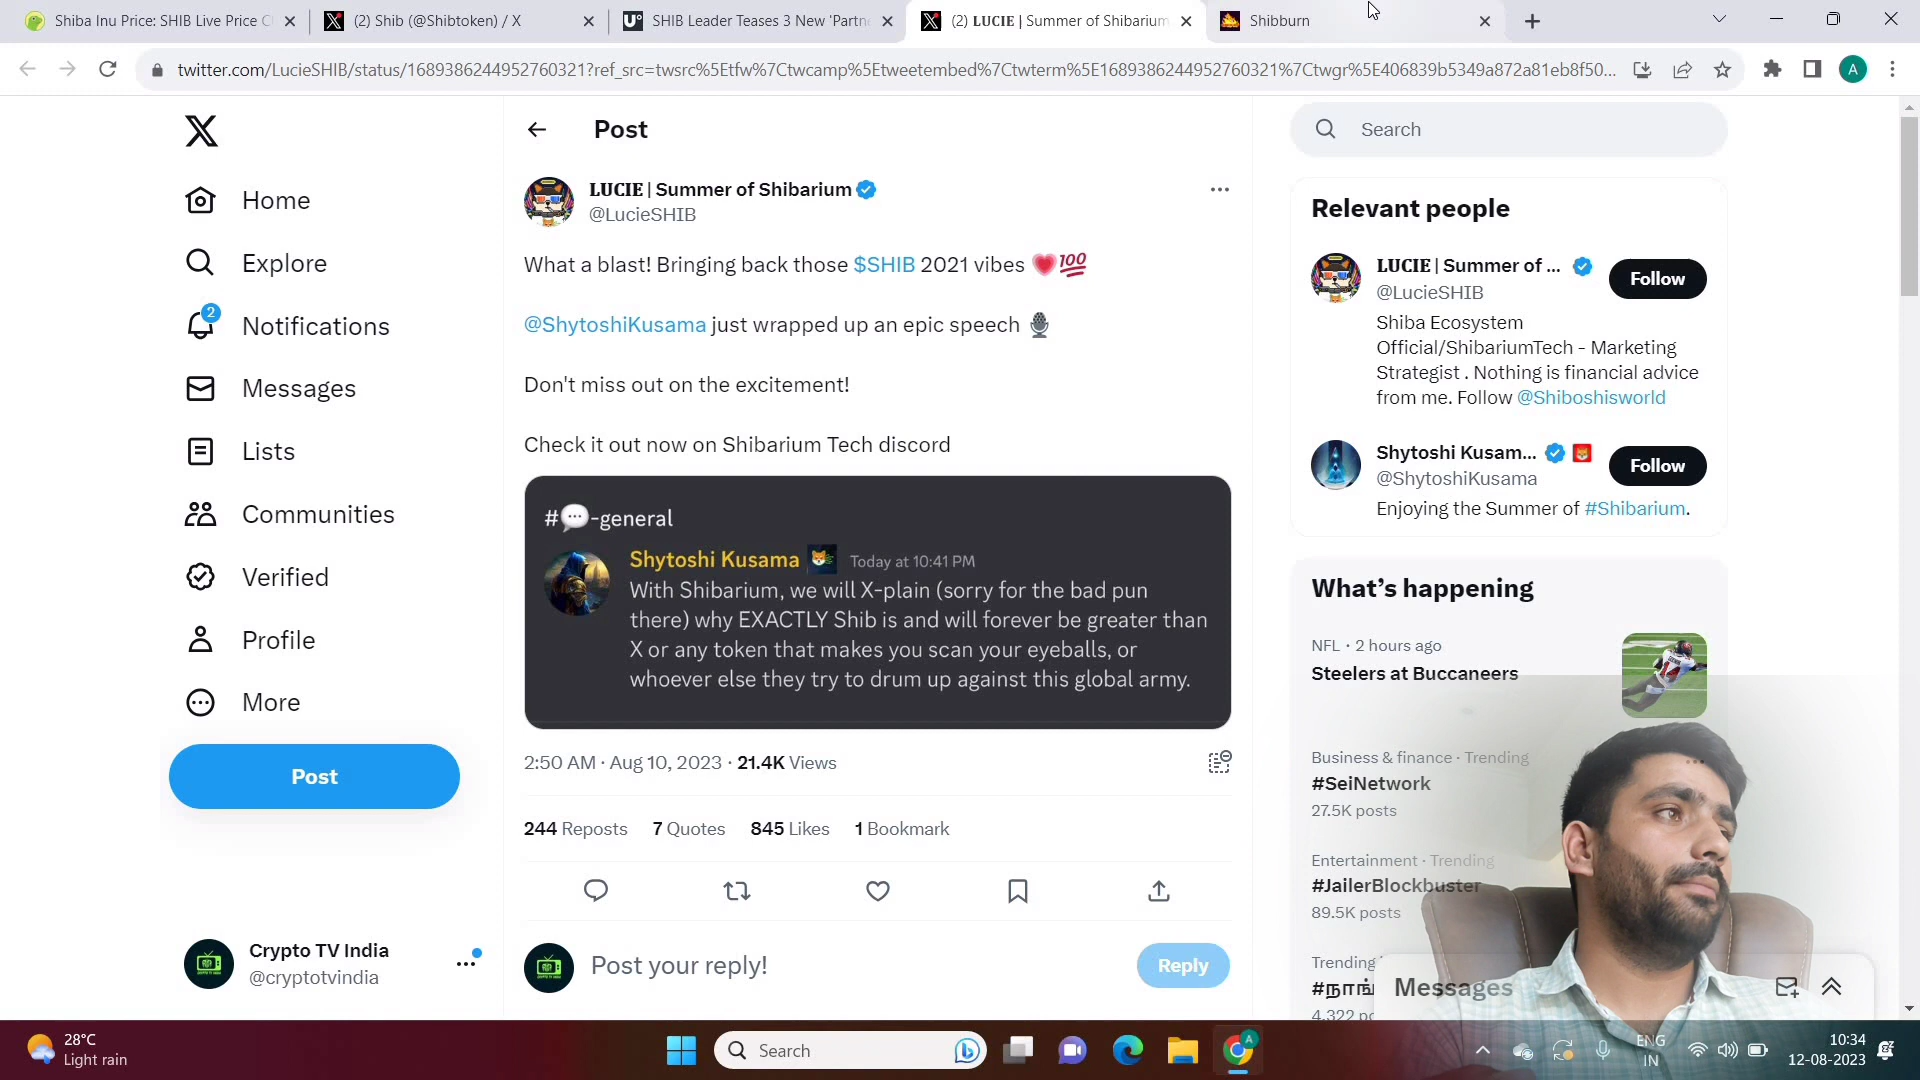 Shiba Inu Price: SHIB Live Price C
(2) Shib (@Shibtoken) / X
SHIB Leader Teases 3 New 'Partn
(2) LUCIE | Summer of Shibarium
Shibburn
twitter.com/LucieSHIB/status/1689386244952760321?ref_src=twsrc%5Etfw%7Ctwcamp%5Etweetembed%7Ctwterm%5E1689386244952760321%7Ctwgr%5E406839b5349a872a81eb8f50...
A
Home
Explore
2
Notifications
Messages
Lists
Communities
Verified
Profile
More
Post
Crypto TV India
@cryptotvindia
Post
LUCIE | Summer of Shibarium
@LucieSHIB
What a blast! Bringing back those $SHIB 2021 vibes ❤️💯
@ShytoshiKusama just wrapped up an epic speech 🎙️
Don't miss out on the excitement!
Check it out now on Shibarium Tech discord
#💬-general
Shytoshi Kusama Today at 10:41 PM
With Shibarium, we will X-plain (sorry for the bad pun
there) why EXACTLY Shib is and will forever be greater than
X or any token that makes you scan your eyeballs, or
whoever else they try to drum up against this global army.
2:50 AM · Aug 10, 2023 · 21.4K Views
244 Reposts 7 Quotes 845 Likes 1 Bookmark
Post your reply!
Reply
Search
Relevant people
LUCIE | Summer of ...
@LucieSHIB
Follow
Shiba Ecosystem
Official/ShibariumTech - Marketing
Strategist . Nothing is financial advice
from me. Follow @Shiboshisworld
Shytoshi Kusam...
@ShytoshiKusama
Follow
Enjoying the Summer of #Shibarium.
What's happening
NFL · 2 hours ago
Steelers at Buccaneers
Business & finance · Trending
#SeiNetwork
27.5K posts
Entertainment · Trending
#JailerBlockbuster
89.5K posts
Trending
4,322
Messages
28°C
Light rain
Search
A
ENG
IN
10:34
12-08-2023